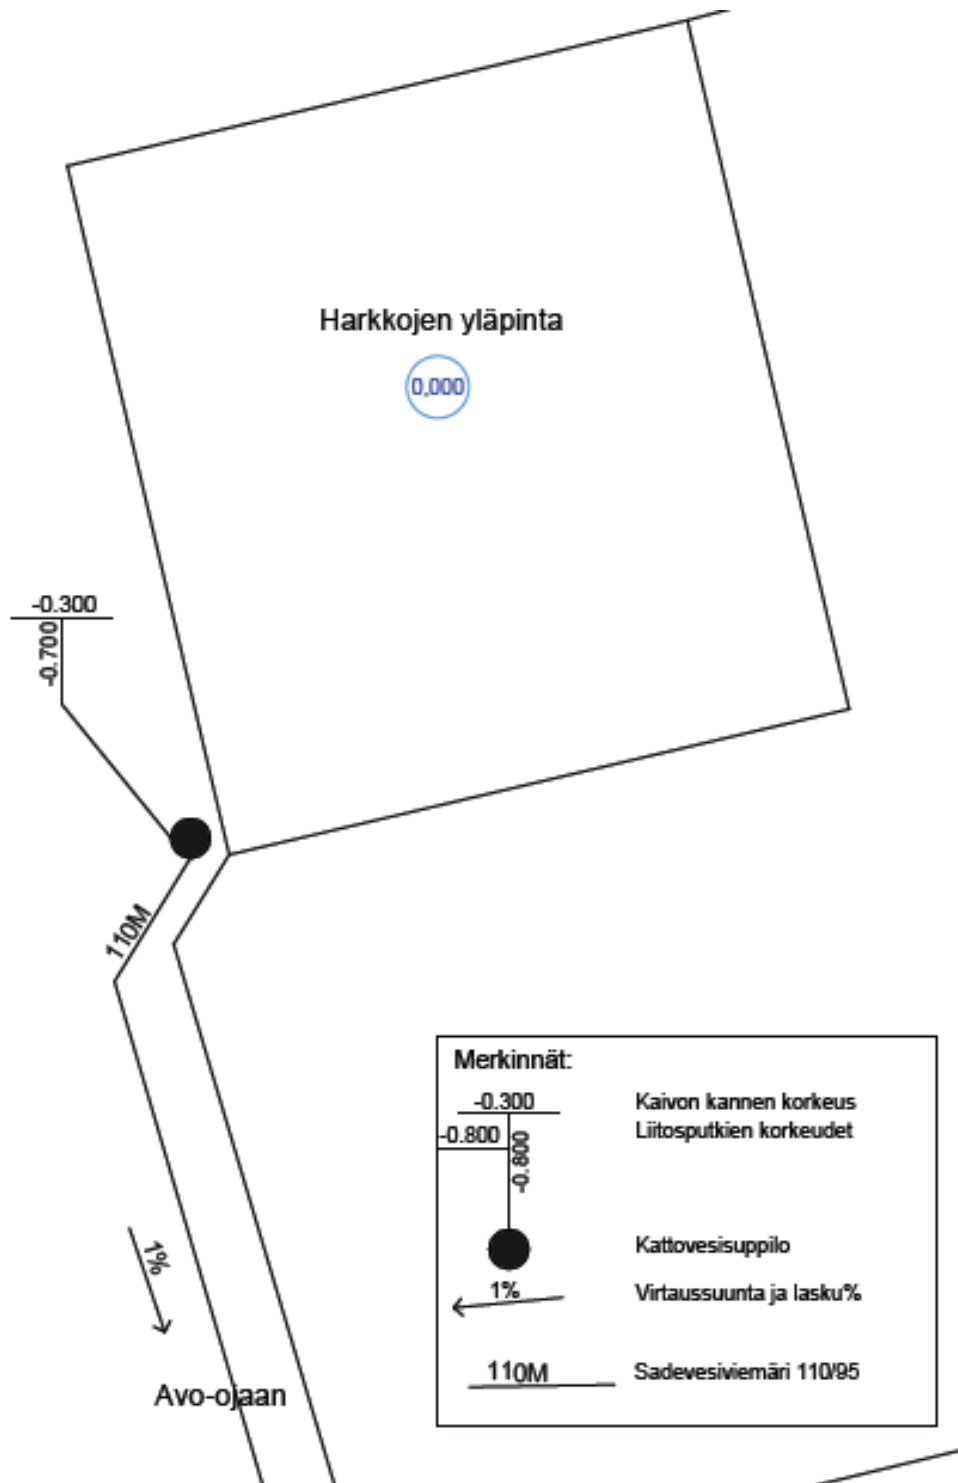 Harkkojen yläpinta
0,000
-0.300
-0.700
110M
1%
Avo-ojaan
Merkinnät:
-0.300
Kaivon kannen korkeus
-0.800
-0.800
Liitosputkien korkeudet
Kattovesisuppilo
1%
Virtaussuunta ja lasku%
110M
Sadevesiviemäri 110/95